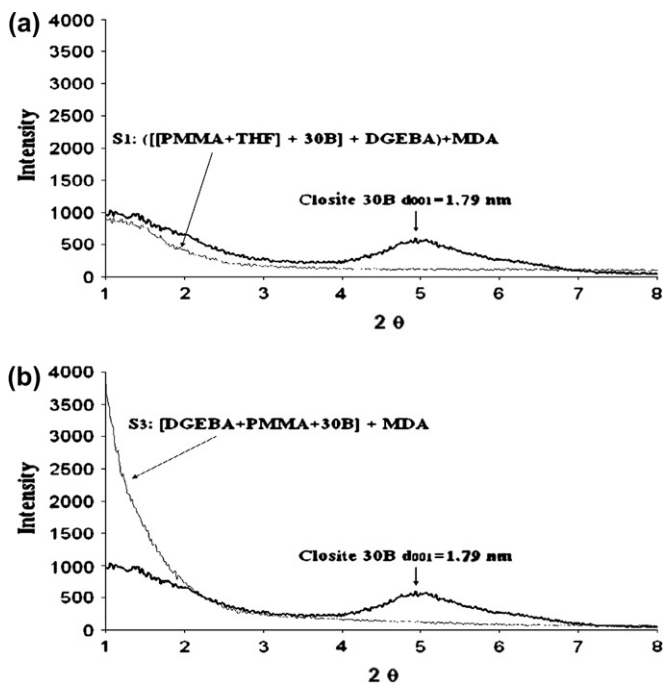 (a)
4000
3500
3000
2500
2000
1500
1000
500
0
Intensity
S1: ([[PMMA+THF] + 30B] + DGEBA)+MDA
Closite 30B d001=1.79 nm
1 2 3 4 5 6 7 8
2 θ
(b)
4000
3500
3000
2500
2000
1500
1000
500
0
Intensity
S3: [DGEBA+PMMA+30B] + MDA
Closite 30B d001=1.79 nm
1 2 3 4 5 6 7 8
2 θ